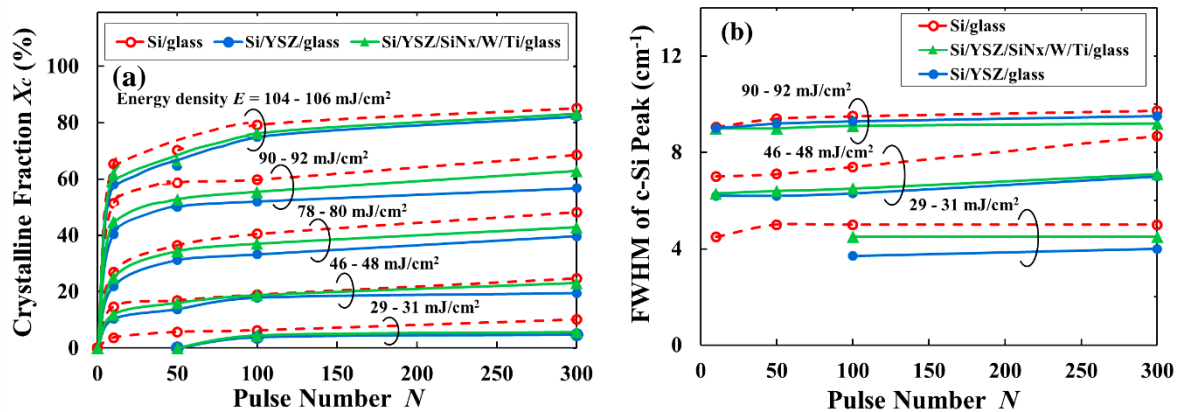 Si/glass Si/YSZ/glass Si/YSZ/SiNx/W/Ti/glass
(a)
Energy density E = 104 - 106 mJ/cm²
90 - 92 mJ/cm²
78 - 80 mJ/cm²
46 - 48 mJ/cm²
29 - 31 mJ/cm²
Crystalline Fraction Xc (%)
100
80
60
40
20
0
0 50 100 150 200 250 300
Pulse Number N
(b)
Si/glass
Si/YSZ/SiNx/W/Ti/glass
Si/YSZ/glass
90 - 92 mJ/cm²
46 - 48 mJ/cm²
29 - 31 mJ/cm²
FWHM of c-Si Peak (cm⁻¹)
12
8
4
0
0 50 100 150 200 250 300
Pulse Number N